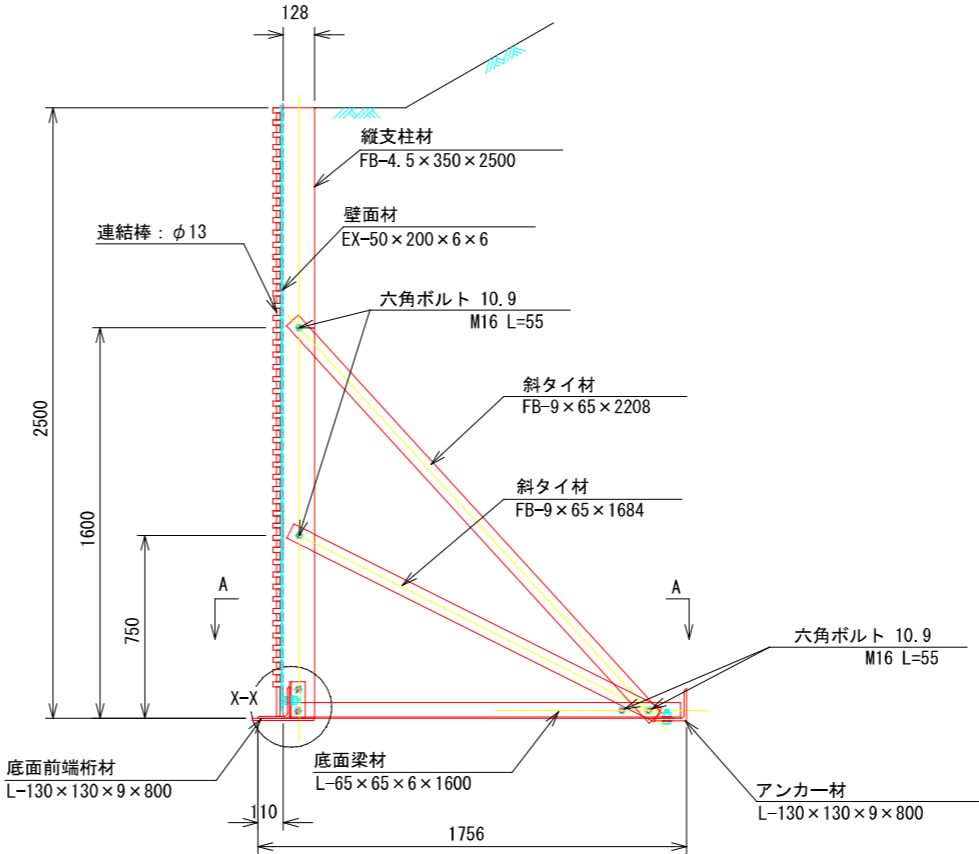 128
縦支柱材
FB-4.5×350×2500
壁面材
EX-50×200×6×6
連結棒：φ13
六角ボルト 10.9
M16 L=55
斜タイ材
FB-9×65×2208
斜タイ材
FB-9×65×1684
2500
1600
750
A
A
六角ボルト 10.9
M16 L=55
X-X
底面前端桁材
L-130×130×9×800
底面梁材
L-65×65×6×1600
アンカー材
L-130×130×9×800
110
1756